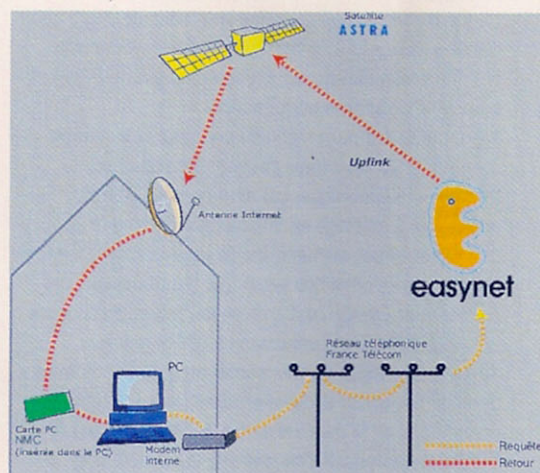 Satellite
ASTRA
Uplink
Antenne Internet
easynet
Réseau téléphonique
France Télécom
PC
Carte PC
NMC
(insérée dans le PC)
Modem
interne
Requête
Retour